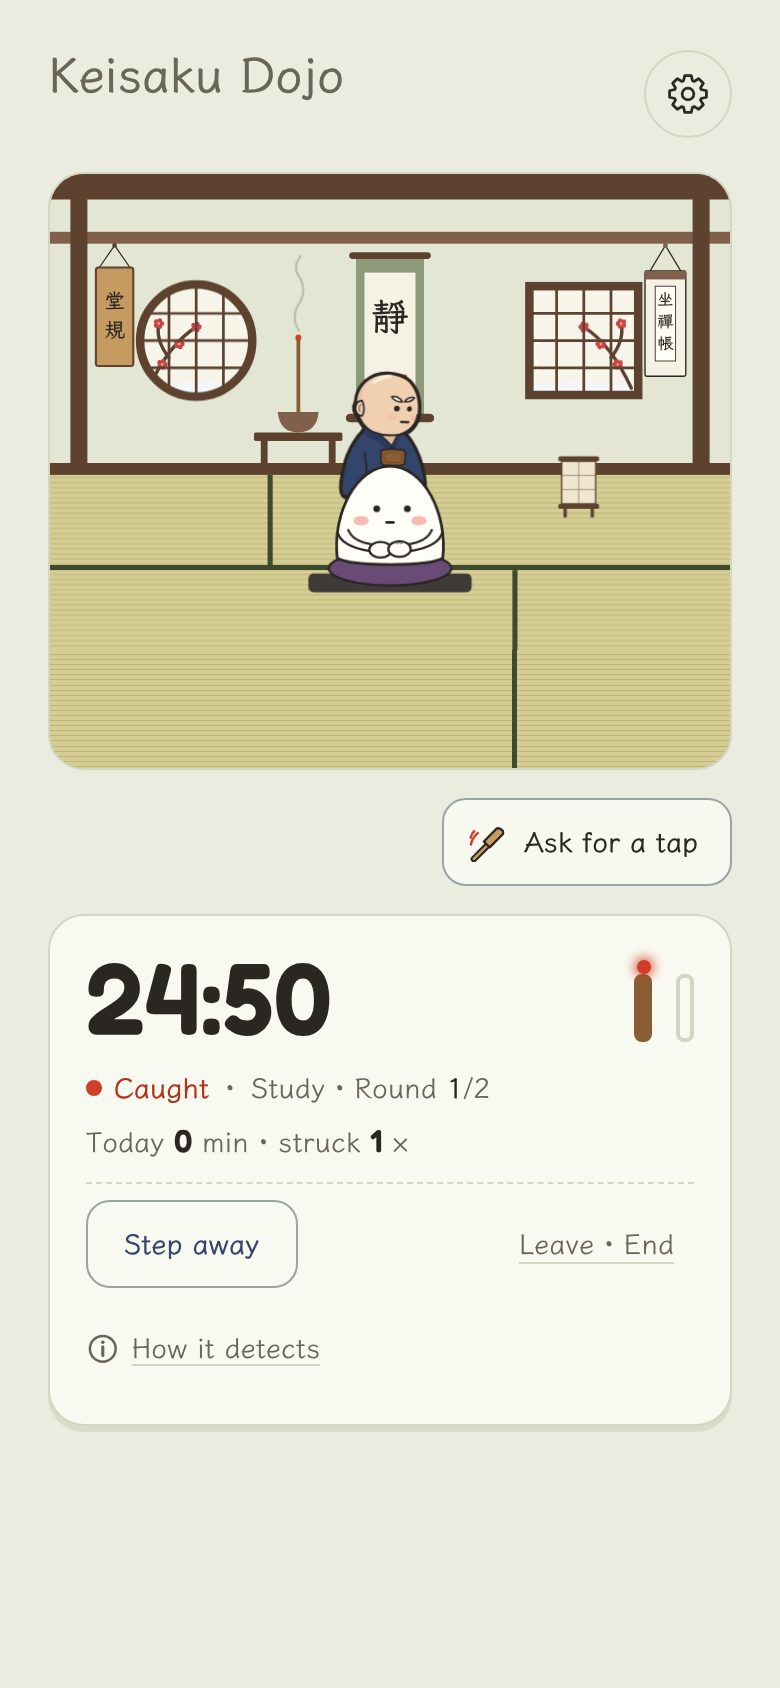 Keisaku Dojo
堂規
靜
坐禪帳
Ask for a tap
24:50
Caught • Study • Round 1/2
Today 0 min • struck 1 ×
Step away
Leave • End
How it detects